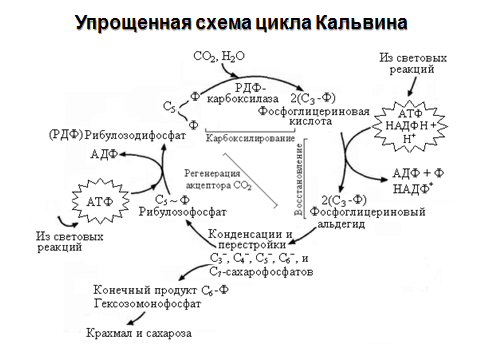 Упрощенная схема цикла Кальвина
CO₂, H₂O
Из световых
реакций
C₅
Ф
Ф
РДФ-
карбоксилаза
2(C₃-Ф)
Фосфоглицериновая
кислота
АТФ
НАДФН +
H⁺
(РДФ) Рибулозодифосфат
Карбоксилирование
АДФ
Регенерация
акцептора CO₂
Восстановление
АДФ + Ф
НАДФ⁺
АТФ
C₅~Ф
Рибулозофосфат
2(C₃-Ф)
Фосфоглицериновый
альдегид
Из световых
реакций
Конденсации и
перестройки
C₃⁻, C₄⁻, C₅⁻, C₆⁻, и
C₇-сахарофосфатов
Конечный продукт C₆-Ф
Гексозомонофосфат
Крахмал и сахароза